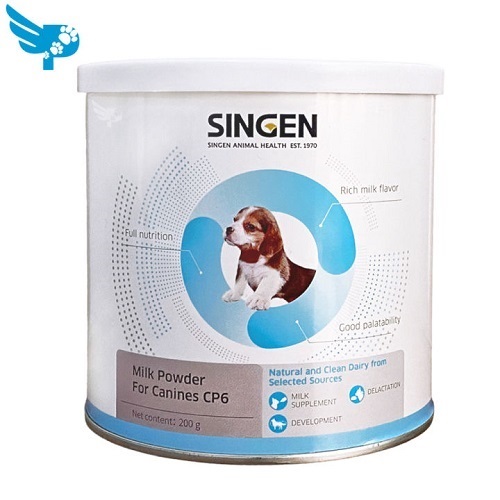 SINGEN
SINGEN ANIMAL HEALTH EST. 1970
Rich milk flavor
Full nutrition
Good palatability
Milk Powder
For Canines CP6
Net content: 200 g
Natural and Clean Dairy from
Selected Sources
MILK
SUPPLEMENT
DELACTATION
DEVELOPMENT